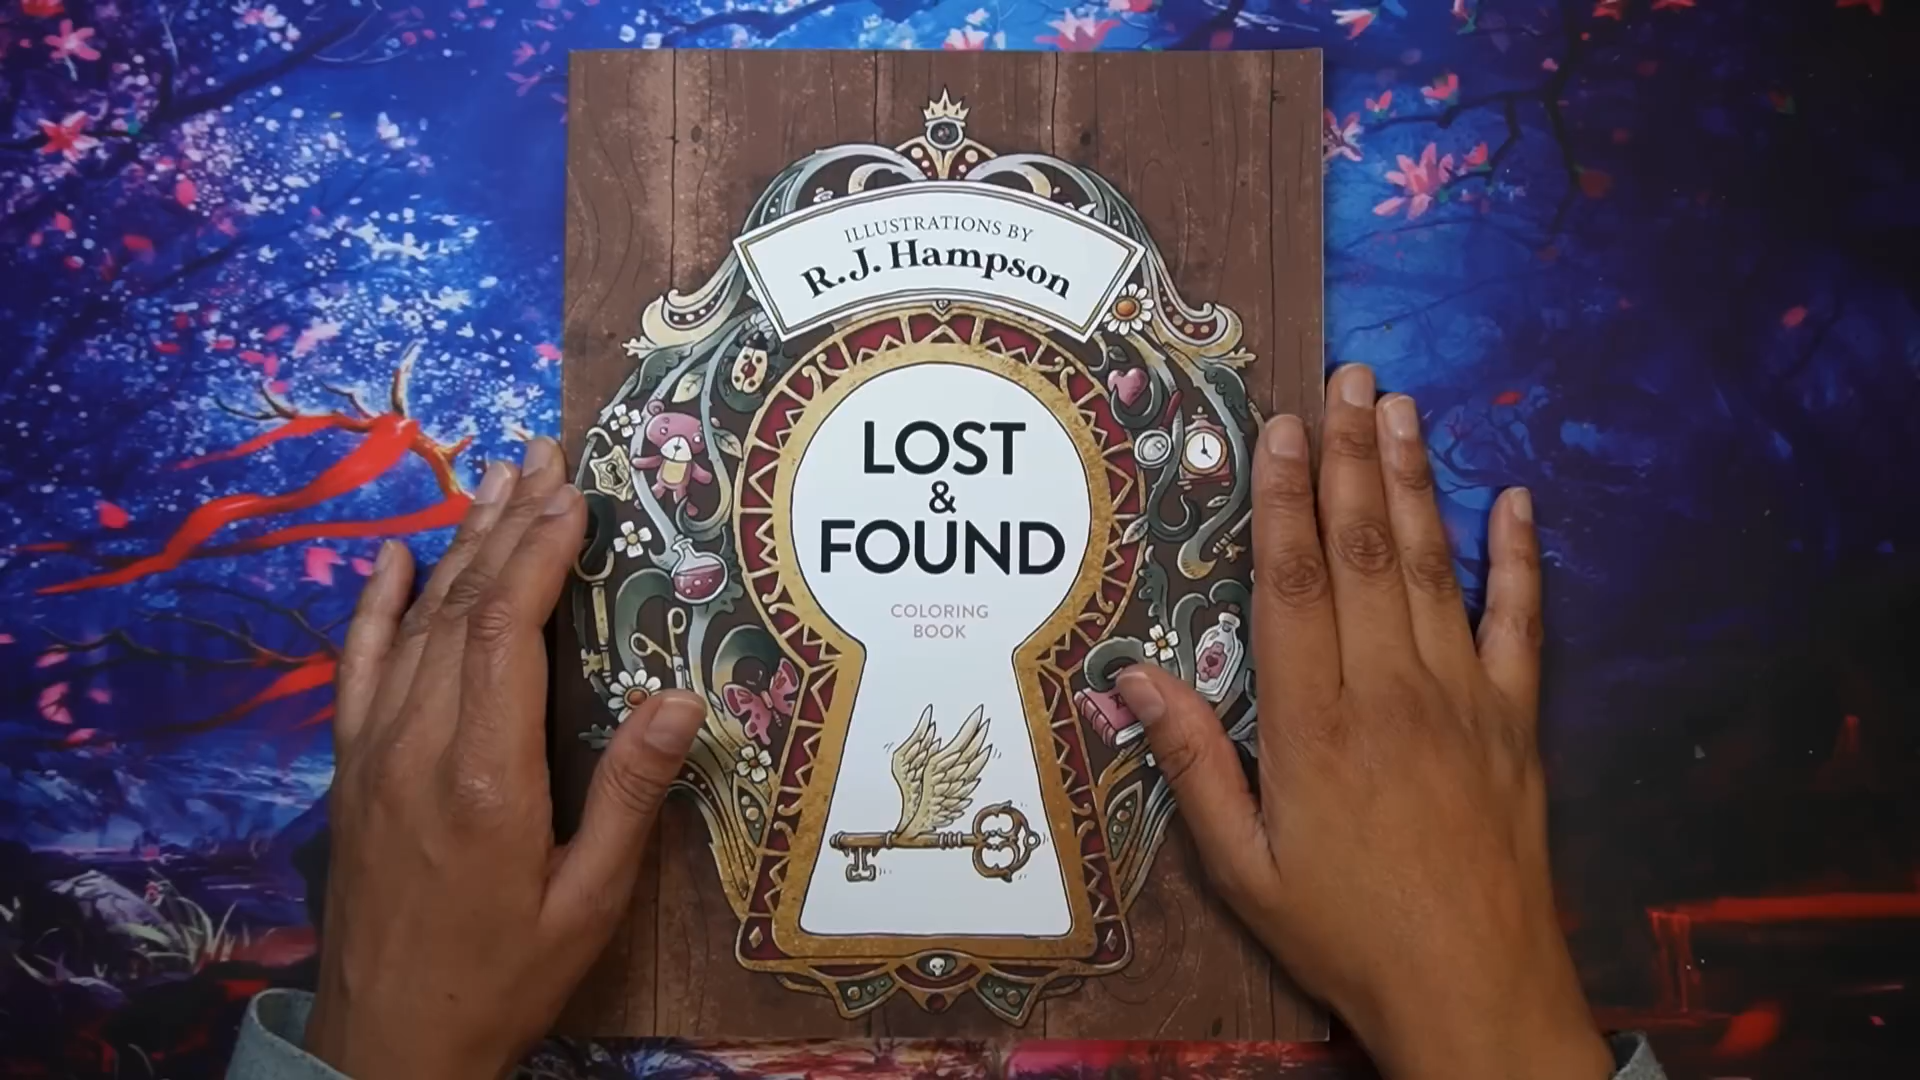 ILLUSTRATIONS BY
R.J. Hampson
LOST
&
FOUND
COLORING
BOOK